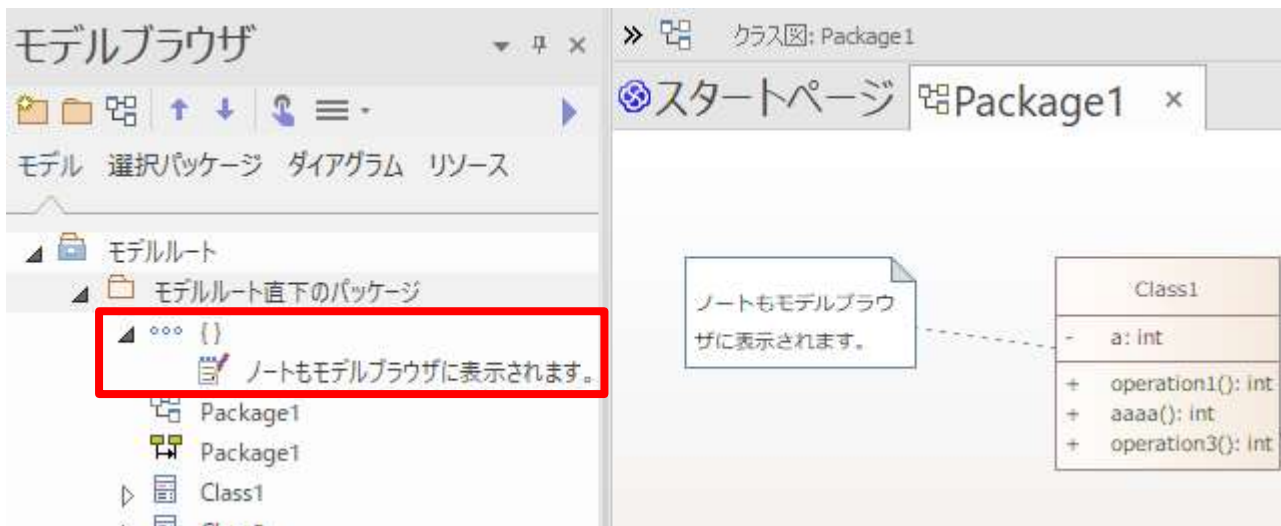 モデルブラウザ
モデル 選択パッケージ ダイアグラム リソース
モデルルート
モデルルート直下のパッケージ
{}
ノートもモデルブラウザに表示されます。
Package1
Package1
Class1
クラス図: Package1
スタートページ Package1 ×
ノートもモデルブラウ
ザに表示されます。
Class1
- a: int
+ operation1(): int
+ aaaa(): int
+ operation3(): int